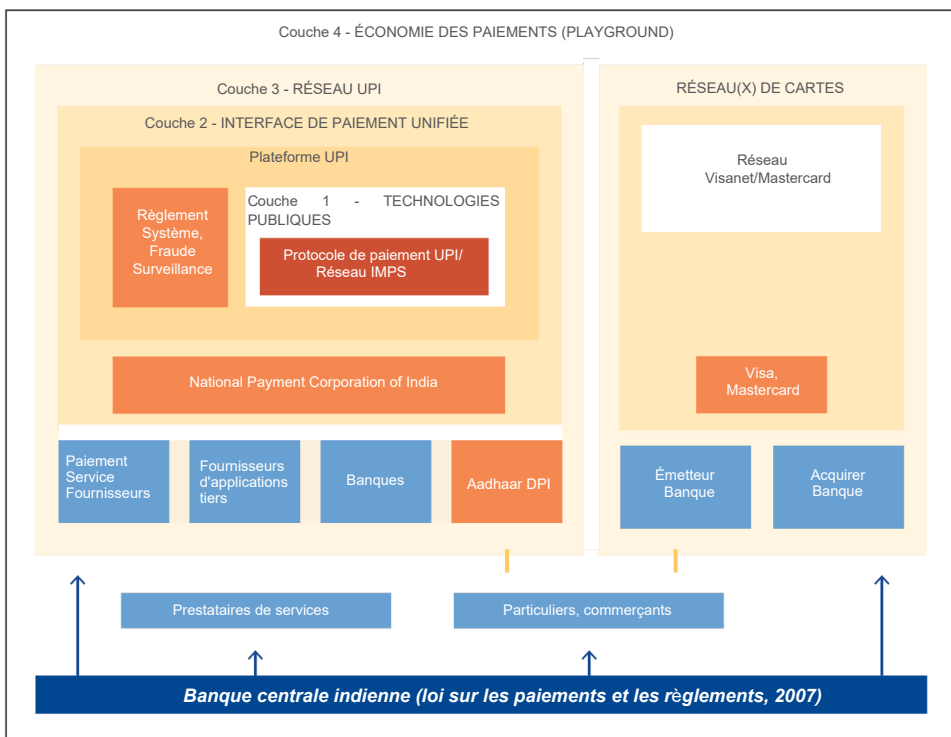 Couche 4 - ÉCONOMIE DES PAIEMENTS (PLAYGROUND)
Couche 3 - RÉSEAU UPI
Couche 2 - INTERFACE DE PAIEMENT UNIFIÉE
Plateforme UPI
Règlement
Système,
Fraude
Surveillance
Couche 1 - TECHNOLOGIES
PUBLIQUES
Protocole de paiement UPI/
Réseau IMPS
National Payment Corporation of India
Paiement
Service
Fournisseurs
Fournisseurs
d'applications
tiers
Banques
Aadhaar DPI
RÉSEAU(X) DE CARTES
Réseau
Visanet/Mastercard
Visa,
Mastercard
Émetteur
Banque
Acquirer
Banque
Prestataires de services
Particuliers, commerçants
Banque centrale indienne (loi sur les paiements et les règlements, 2007)